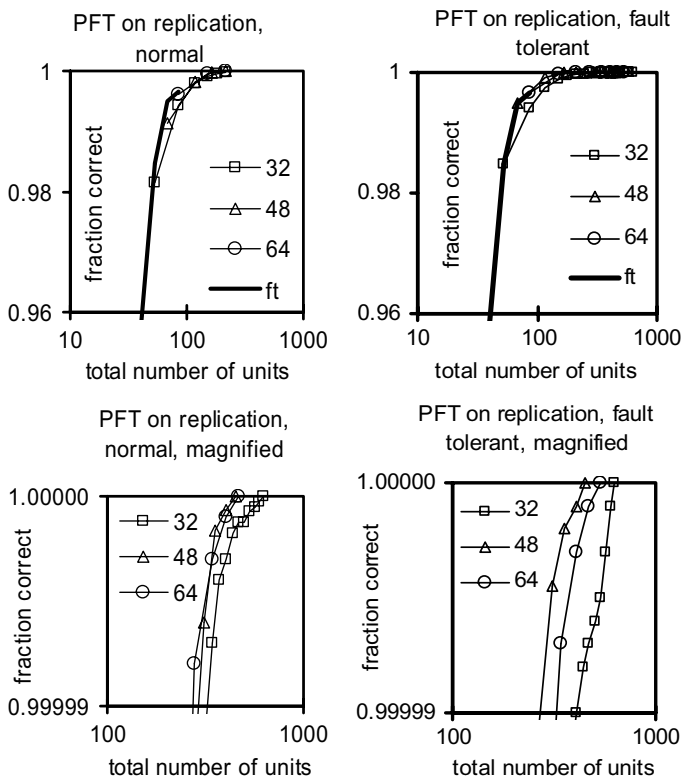 PFT on replication,
normal
1
0.98
0.96
fraction correct
32
48
64
ft
10
100
1000
total number of units
PFT on replication, fault
tolerant
1
0.98
0.96
fraction correct
32
48
64
ft
10
100
1000
total number of units
PFT on replication,
normal, magnified
1.00000
0.99999
fraction correct
32
48
64
100
1000
total number of units
PFT on replication, fault
tolerant, magnified
1.00000
0.99999
fraction correct
32
48
64
100
1000
total number of units